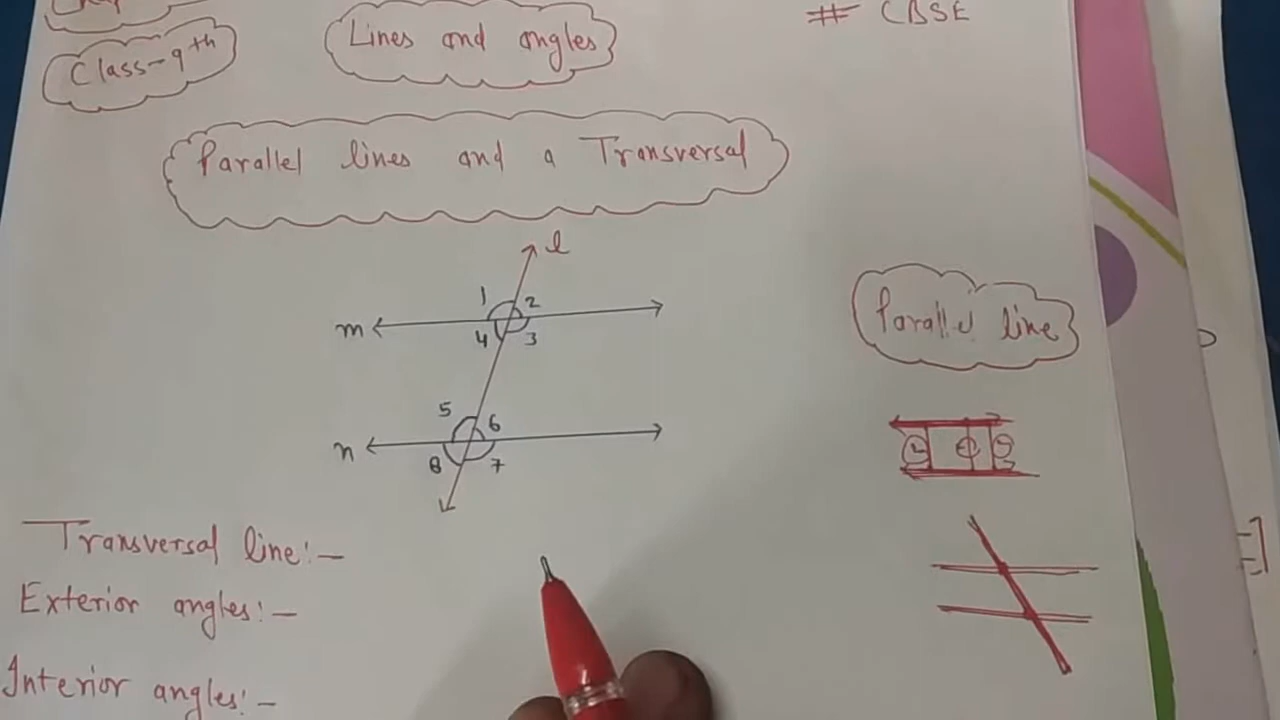 Class-9th
Lines and angles
# CBSE
Parallel lines and a Transversal
l
1 2
m
4 3
5 6
n
8 7
Parallel line
Transversal line:-
Exterior angles:-
Interior angles:-